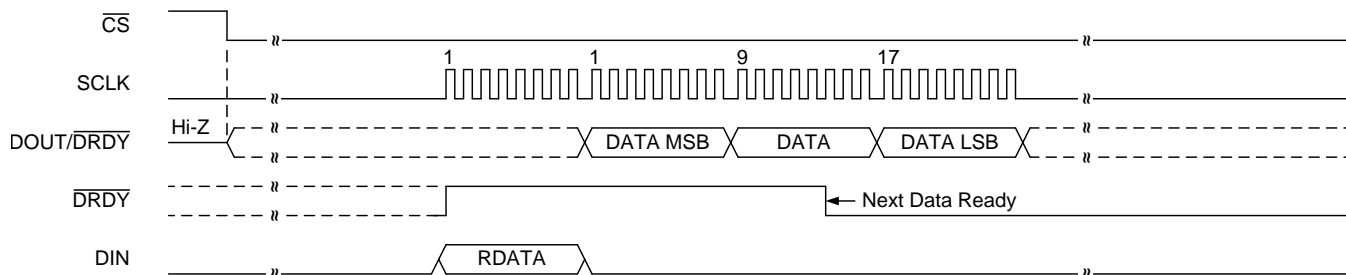 CS
SCLK
1 1 9 17
Hi-Z
DOUT/DRDY
DATA MSB DATA DATA LSB
DRDY
Next Data Ready
DIN
RDATA